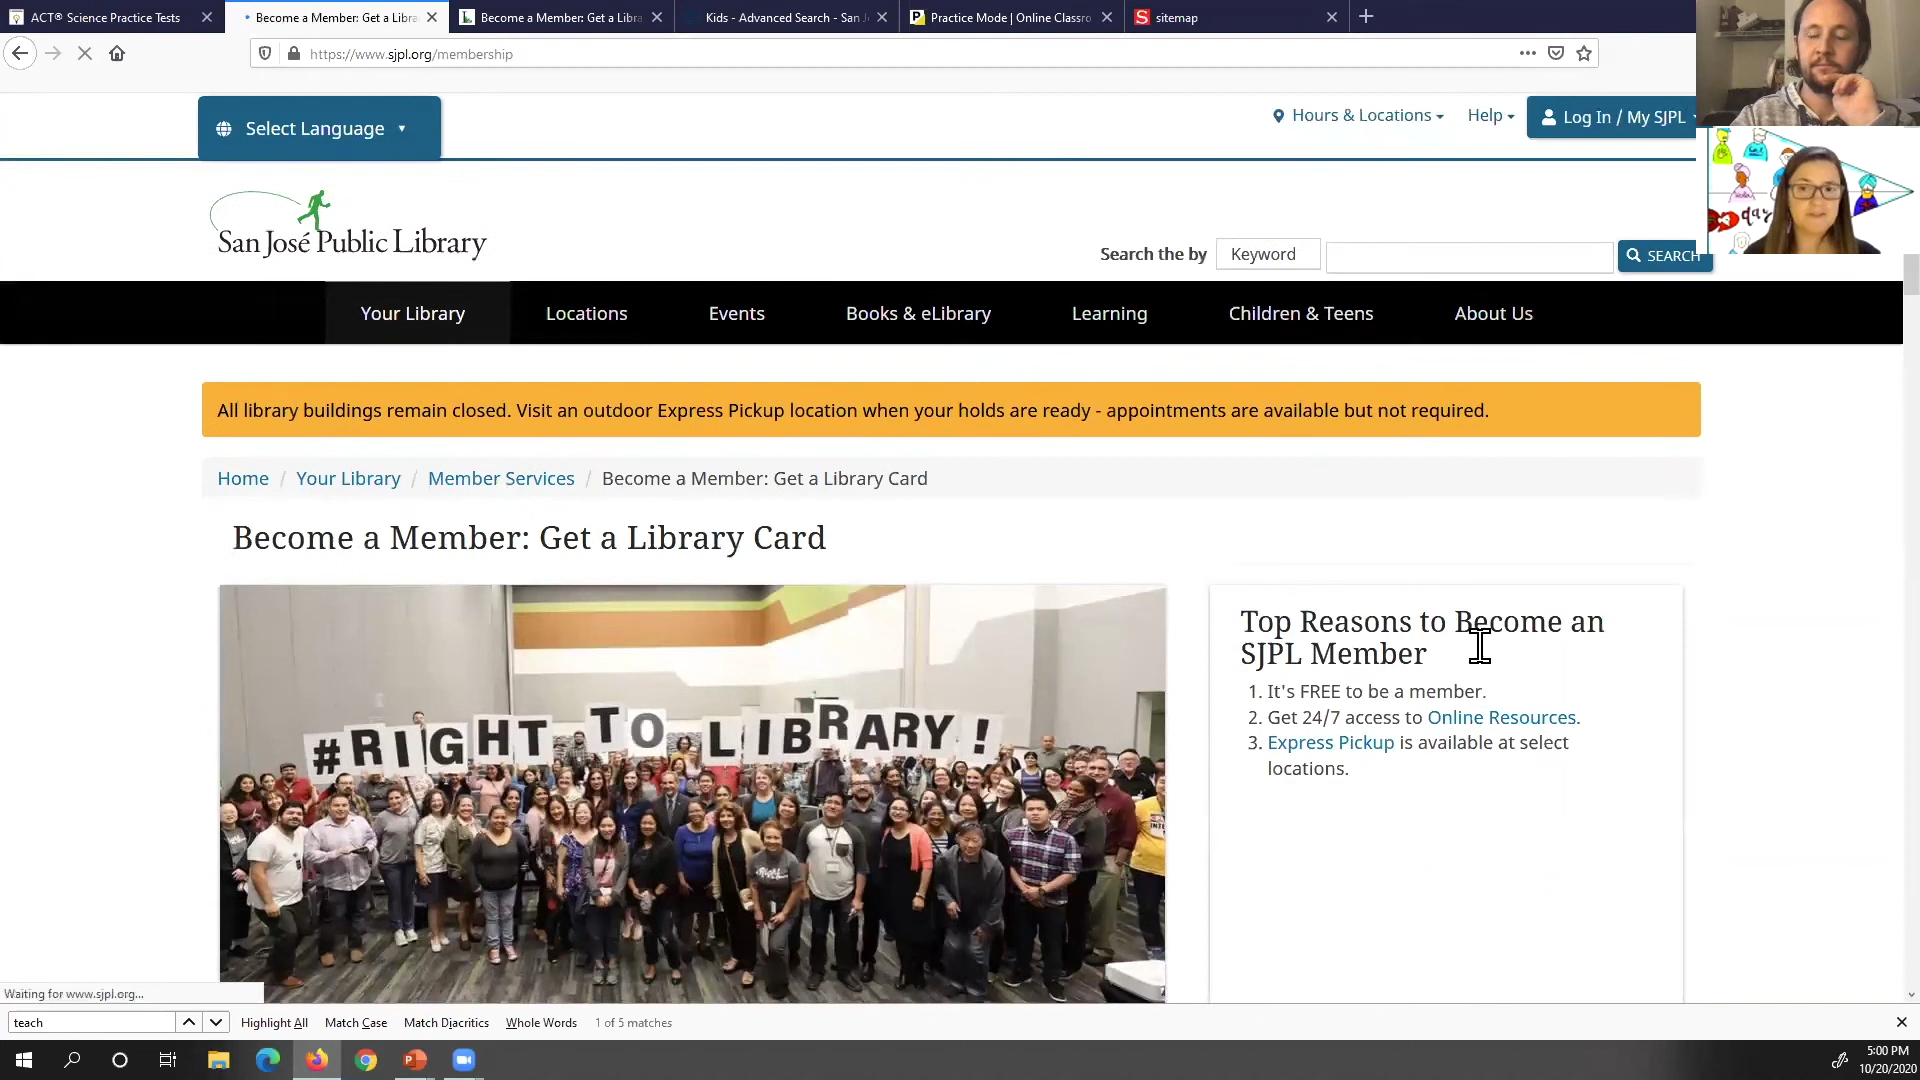 ACT® Science Practice Tests
Become a Member: Get a Libra
Become a Member: Get a Libra
Kids - Advanced Search - San J
Practice Mode | Online Classro
sitemap
https://www.sjpl.org/membership
Select Language
Hours & Locations
Help
Log In / My SJPL
San José Public Library
Search the by
Keyword
SEARCH
day
Your Library
Locations
Events
Books & eLibrary
Learning
Children & Teens
About Us
All library buildings remain closed. Visit an outdoor Express Pickup location when your holds are ready - appointments are available but not required.
Home / Your Library / Member Services / Become a Member: Get a Library Card
Become a Member: Get a Library Card
#RIGHT TO LIBRARY!
Top Reasons to Become an
SJPL Member
1. It's FREE to be a member.
2. Get 24/7 access to Online Resources.
3. Express Pickup is available at select
locations.
Waiting for www.sjpl.org...
teach
Highlight All
Match Case
Match Diacritics
Whole Words
1 of 5 matches
5:00 PM
10/20/2020